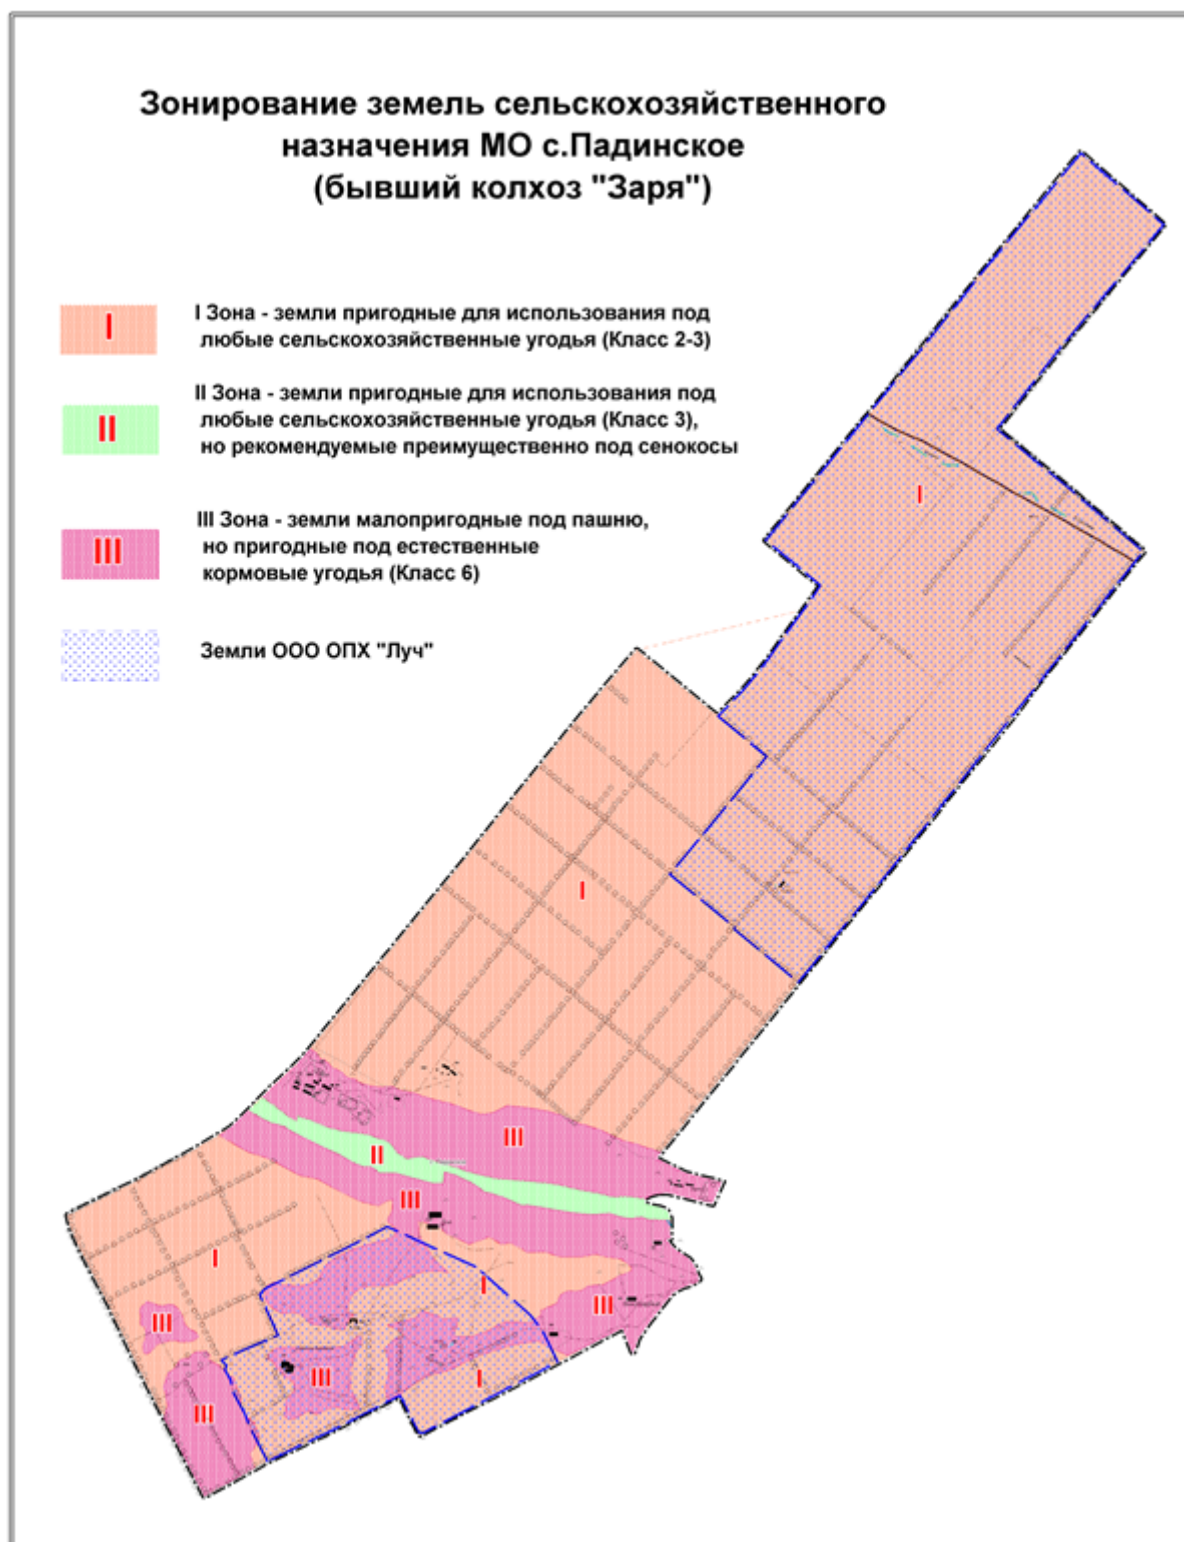 Зонирование земель сельскохозяйственного
назначения МО с.Падинское
(бывший колхоз "Заря")
I
I Зона - земли пригодные для использования под
любые сельскохозяйственные угодья (Класс 2-3)
II
II Зона - земли пригодные для использования под
любые сельскохозяйственные угодья (Класс 3),
но рекомендуемые преимущественно под сенокосы
III
III Зона - земли малопригодные под пашню,
но пригодные под естественные
кормовые угодья (Класс 6)
Земли ООО ОПХ "Луч"
I
I
III
II
III
I
I
III
III
III
I
III